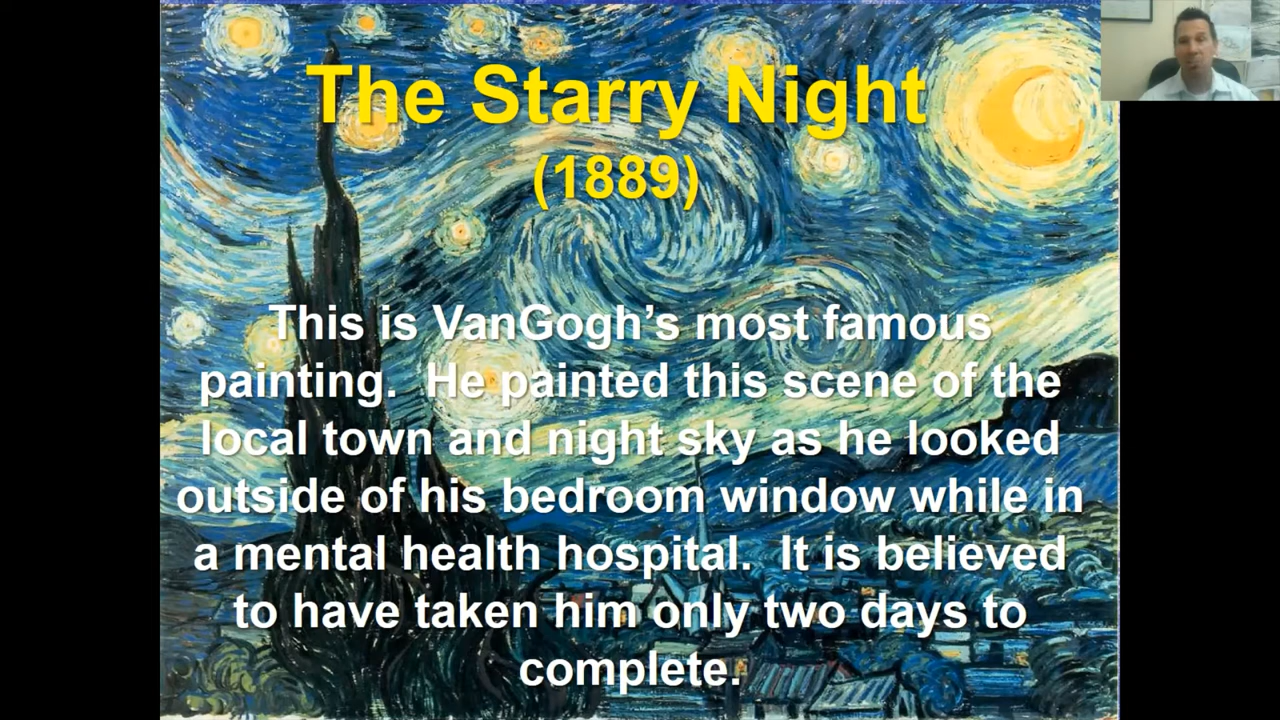 The Starry Night
(1889)
This is VanGogh’s most famous
painting.  He painted this scene of the
local town and night sky as he looked
outside of his bedroom window while in
a mental health hospital.  It is believed
to have taken him only two days to
complete.